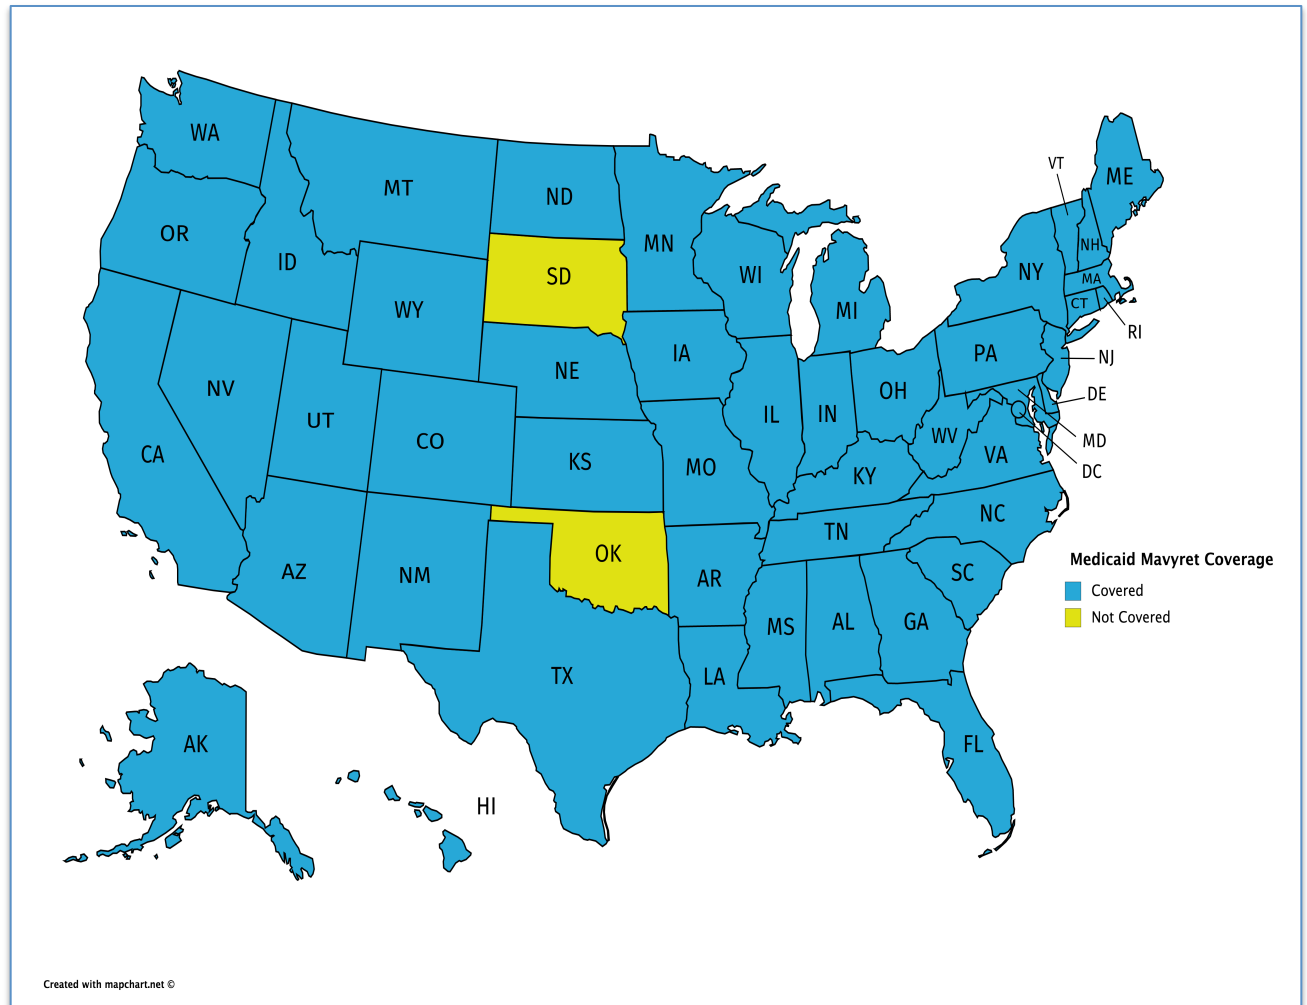 WA
MT
ND
MN
OR
ID
SD
WY
WI
MI
VT
ME
NH
NY
MA
CT
RI
NV
UT
CO
NE
IA
IL
IN
OH
PA
NJ
DE
MD
DC
CA
KS
MO
KY
WV
VA
AZ
NM
OK
AR
TN
NC
SC
MS
AL
GA
TX
LA
FL
AK
HI
Medicaid Mavyret Coverage
Covered
Not Covered
Created with mapchart.net ©